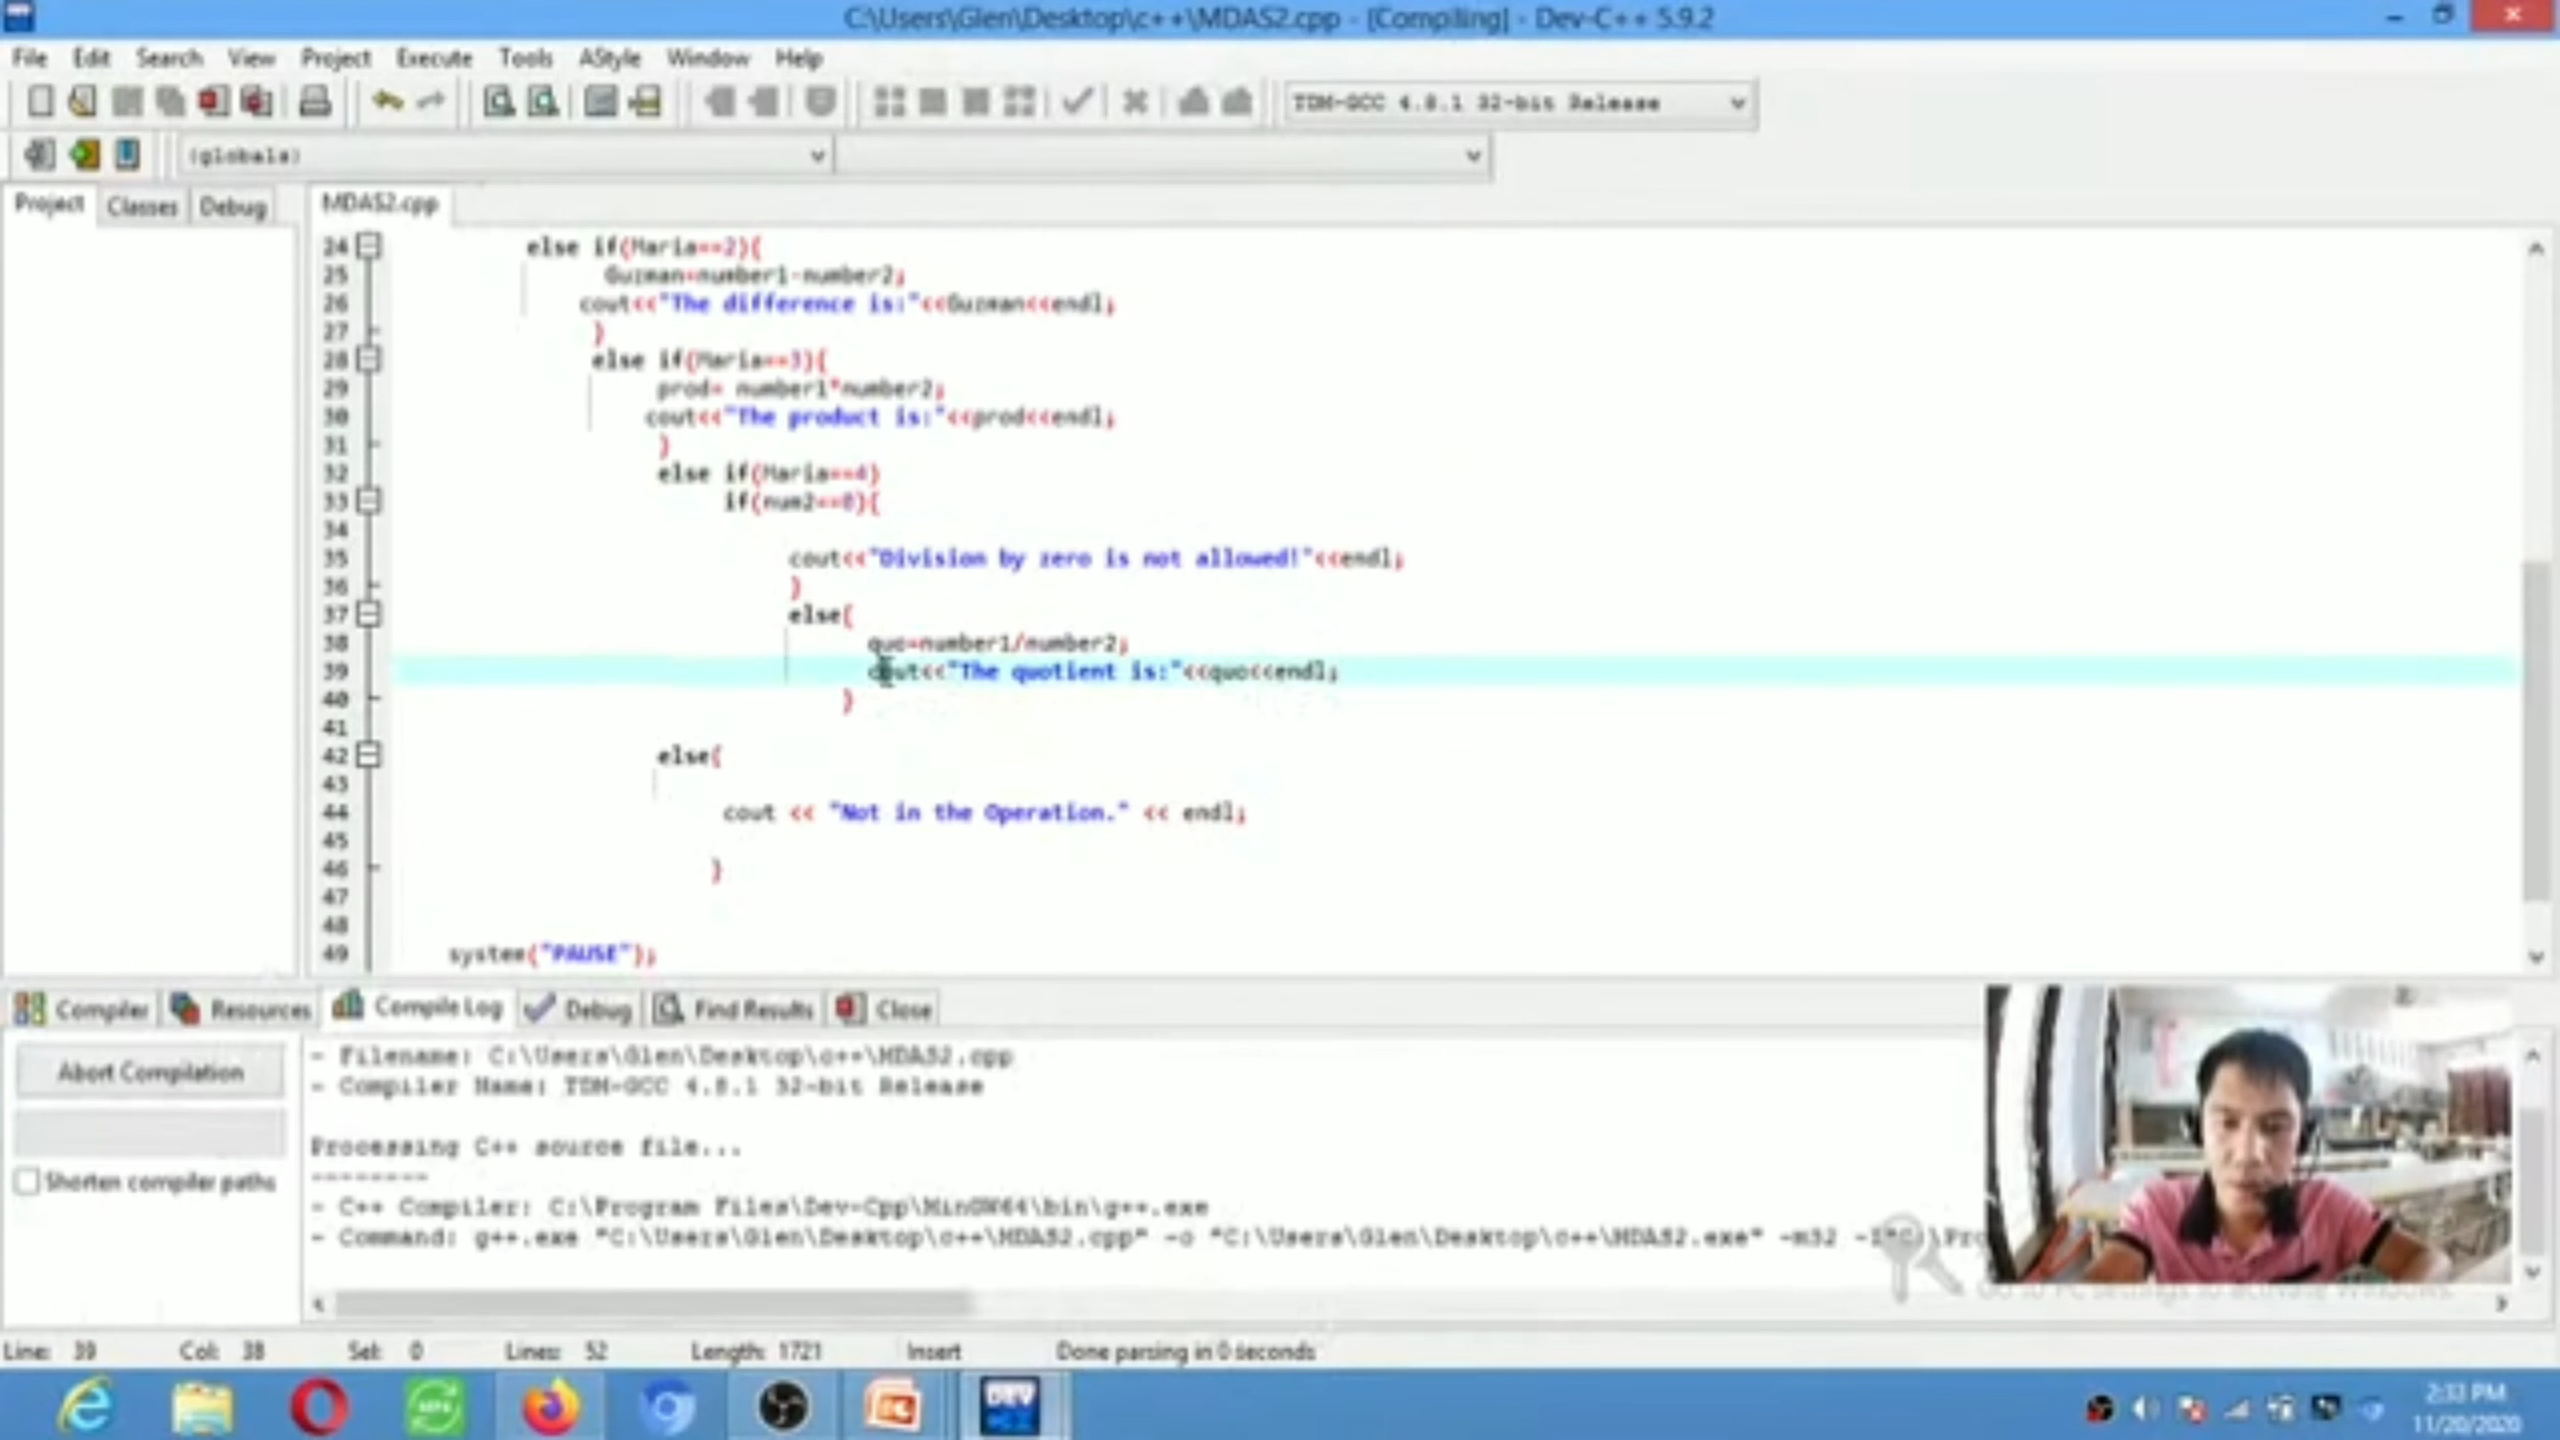 C:\Users\Glen\Desktop\c++\MDAS2.cpp - [Compiling] - Dev-C++ 5.9.2
File Edit Search View Project Execute Tools AStyle Window Help
TDM-GCC 4.8.1 32-bit Release
(globals)
Project Classes Debug MDAS2.cpp
24 else if(Maria==2){
25 Guzman=number1-number2;
26 cout<<"The difference is:"<<Guzman<<endl;
27 }
28 else if(Maria==3){
29 prod= number1*number2;
30 cout<<"The product is:"<<prod<<endl;
31 }
32 else if(Maria==4)
33 if(num2==0){
34
35 cout<<"Division by zero is not allowed!"<<endl;
36 }
37 else{
38 quo=number1/number2;
39 cout<<"The quotient is:"<<quo<<endl;
40 }
41
42 else{
43
44 cout << "Not in the Operation." << endl;
45
46 }
47
48
49 system("PAUSE");
Compiler Resources Compile Log Debug Find Results Close
Abort Compilation
Shorten compiler paths
- Filename: C:\Users\Glen\Desktop\c++\MDAS2.cpp
- Compiler Name: TDM-GCC 4.8.1 32-bit Release
Processing C++ source file...
--------
- C++ Compiler: C:\Program Files\Dev-Cpp\MinGW64\bin\g++.exe
- Command: g++.exe "C:\Users\Glen\Desktop\c++\MDAS2.cpp" -o "C:\Users\Glen\Desktop\c++\MDAS2.exe" -m32 -I"C:\Pro
Go to PC settings to activate Windows.
Line: 39 Col: 38 Sel: 0 Lines: 52 Length: 1721 Insert Done parsing in 0 seconds
DEV
2:33 PM
11/20/2020